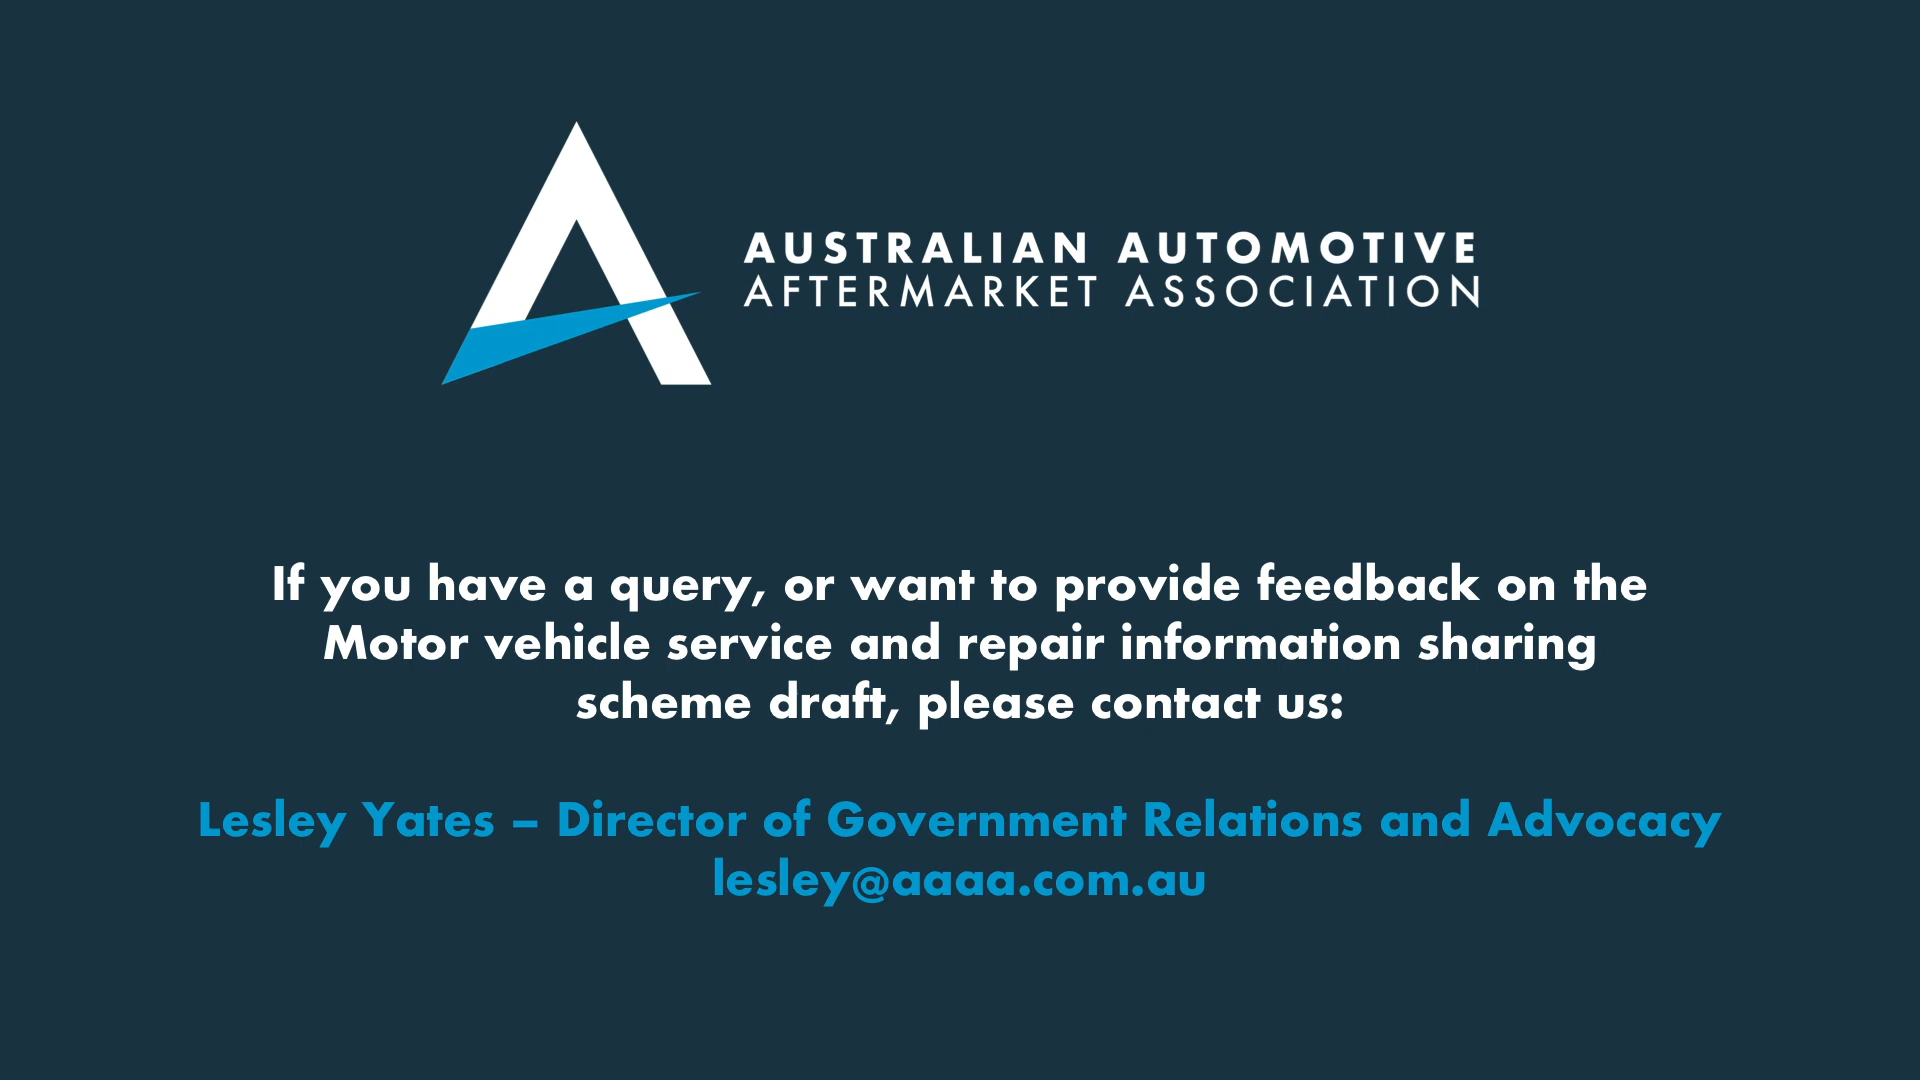 AUSTRALIAN AUTOMOTIVE
AFTERMARKET ASSOCIATION
If you have a query, or want to provide feedback on the
Motor vehicle service and repair information sharing
scheme draft, please contact us:
Lesley Yates – Director of Government Relations and Advocacy
lesley@aaaa.com.au